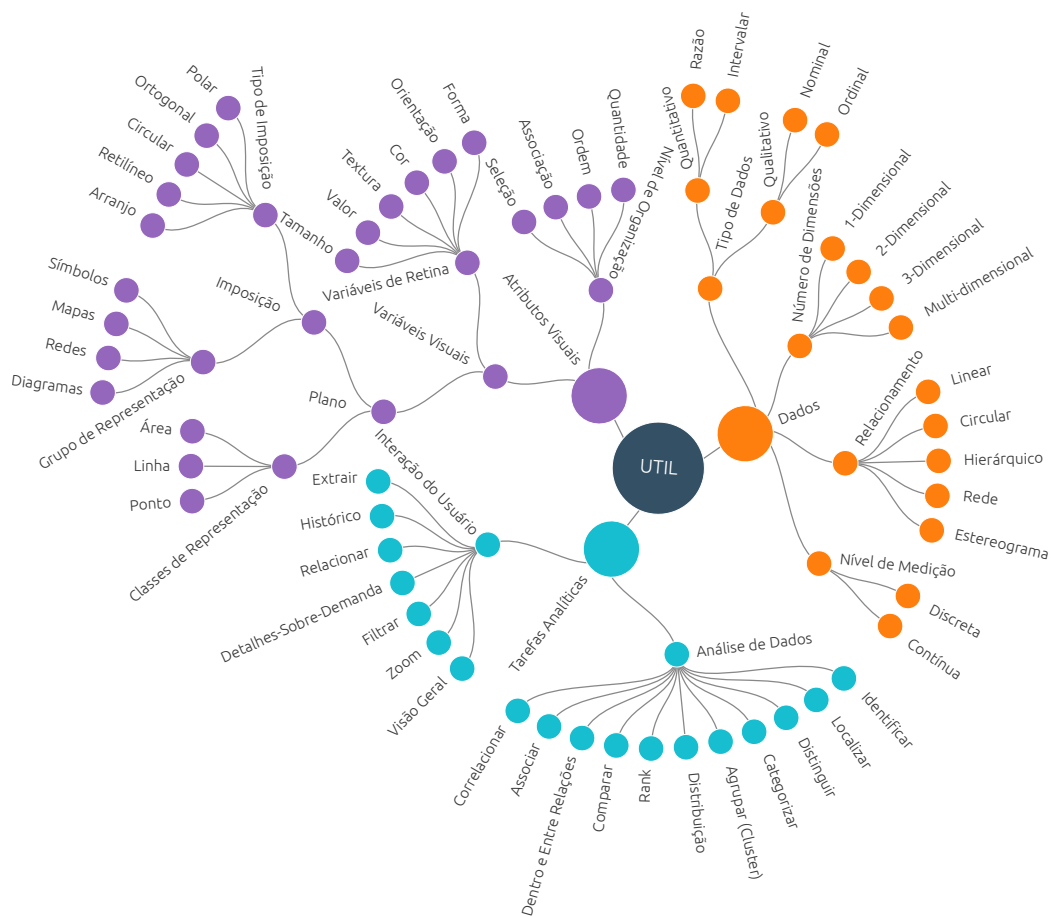 UTIL
Dados
Tipo de Dados
Quantitativo
Razão
Intervalar
Qualitativo
Nominal
Ordinal
Número de Dimensões
1-Dimensional
2-Dimensional
3-Dimensional
Multi-dimensional
Relacionamento
Linear
Circular
Hierárquico
Rede
Estereograma
Nível de Medição
Discreta
Contínua
Tarefas Analíticas
Análise de Dados
Identificar
Localizar
Distinguir
Categorizar
Agrupar (Cluster)
Distribuição
Rank
Comparar
Dentro e Entre Relações
Associar
Correlacionar
Interação do Usuário
Visão Geral
Zoom
Filtrar
Detalhes-Sobre-Demanda
Relacionar
Histórico
Extrair
Atributos Visuais
Variáveis Visuais
Plano
Classes de Representação
Ponto
Linha
Área
Imposição
Grupo de Representação
Diagramas
Redes
Mapas
Símbolos
Tipo de Imposição
Arranjo
Retilíneo
Circular
Ortogonal
Polar
Variáveis de Retina
Tamanho
Valor
Textura
Cor
Orientação
Forma
Nível de Organização
Seleção
Associação
Ordem
Quantidade